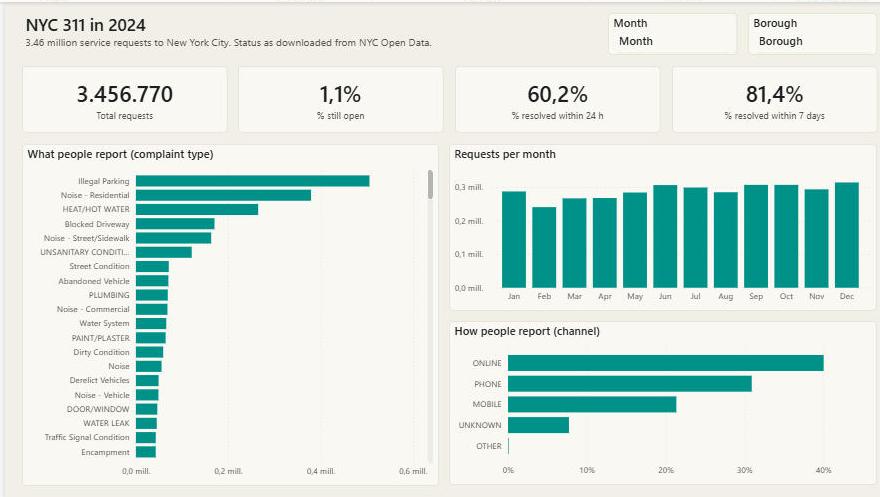 NYC 311 in 2024
3.46 million service requests to New York City. Status as downloaded from NYC Open Data.
Month
Month
Borough
Borough
3.456.770
Total requests
1,1%
% still open
60,2%
% resolved within 24 h
81,4%
% resolved within 7 days
What people report (complaint type)
Illegal Parking
Noise - Residential
HEAT/HOT WATER
Blocked Driveway
Noise - Street/Sidewalk
UNSANITARY CONDITI...
Street Condition
Abandoned Vehicle
PLUMBING
Noise - Commercial
Water System
PAINT/PLASTER
Dirty Condition
Noise
Derelict Vehicles
Noise - Vehicle
DOOR/WINDOW
WATER LEAK
Traffic Signal Condition
Encampment
0,0 mill. 0,2 mill. 0,4 mill. 0,6 mill.
Requests per month
0,3 mill.
0,2 mill.
0,1 mill.
0,0 mill.
Jan Feb Mar Apr May Jun Jul Aug Sep Oct Nov Dec
How people report (channel)
ONLINE
PHONE
MOBILE
UNKNOWN
OTHER
0% 10% 20% 30% 40%